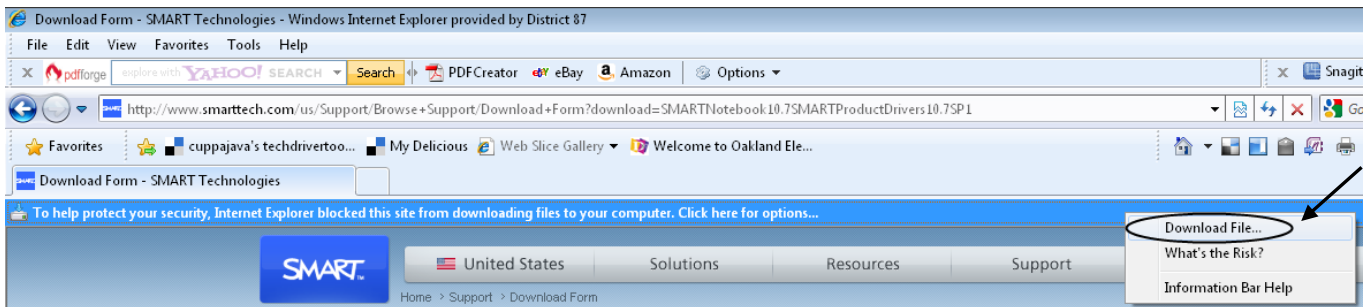 Download Form - SMART Technologies - Windows Internet Explorer provided by District 87
File Edit View Favorites Tools Help
X pdfforge explore with YAHOO! SEARCH Search PDFCreator eBay Amazon Options x Snagit
http://www.smarttech.com/us/Support/Browse+Support/Download+Form?download=SMARTNotebook10.7SMARTProductDrivers10.7SP1 Go
Favorites cuppajava's techdrivertoo... My Delicious Web Slice Gallery Welcome to Oakland Ele...
Download Form - SMART Technologies
To help protect your security, Internet Explorer blocked this site from downloading files to your computer. Click here for options...
Download File...
What's the Risk?
Information Bar Help
SMART™ United States Solutions Resources Support
Home > Support > Download Form